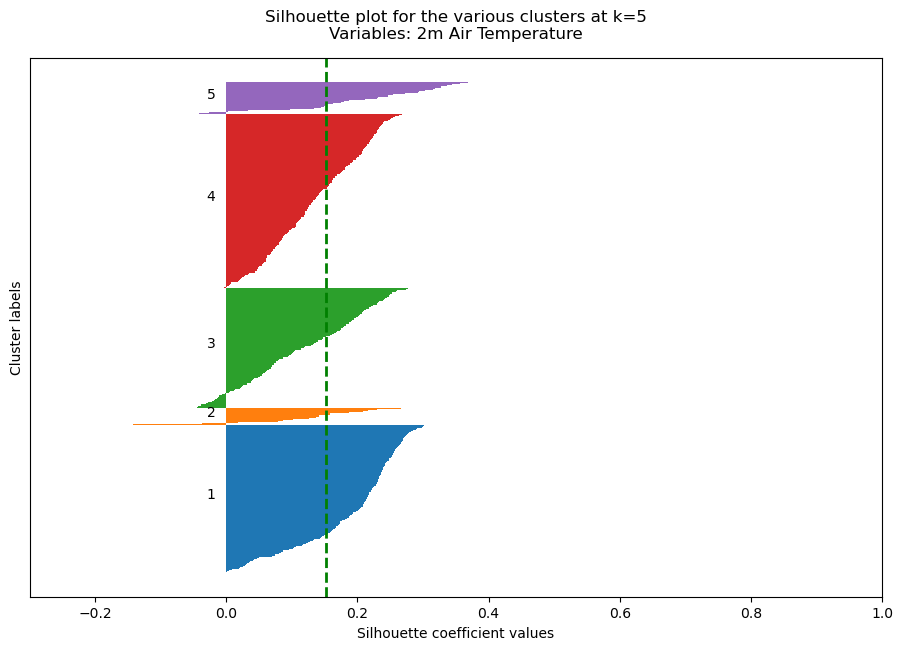 Silhouette plot for the various clusters at k=5
Variables: 2m Air Temperature
5
4
3
2
1
Cluster labels
−0.2 0.0 0.2 0.4 0.6 0.8 1.0
Silhouette coefficient values